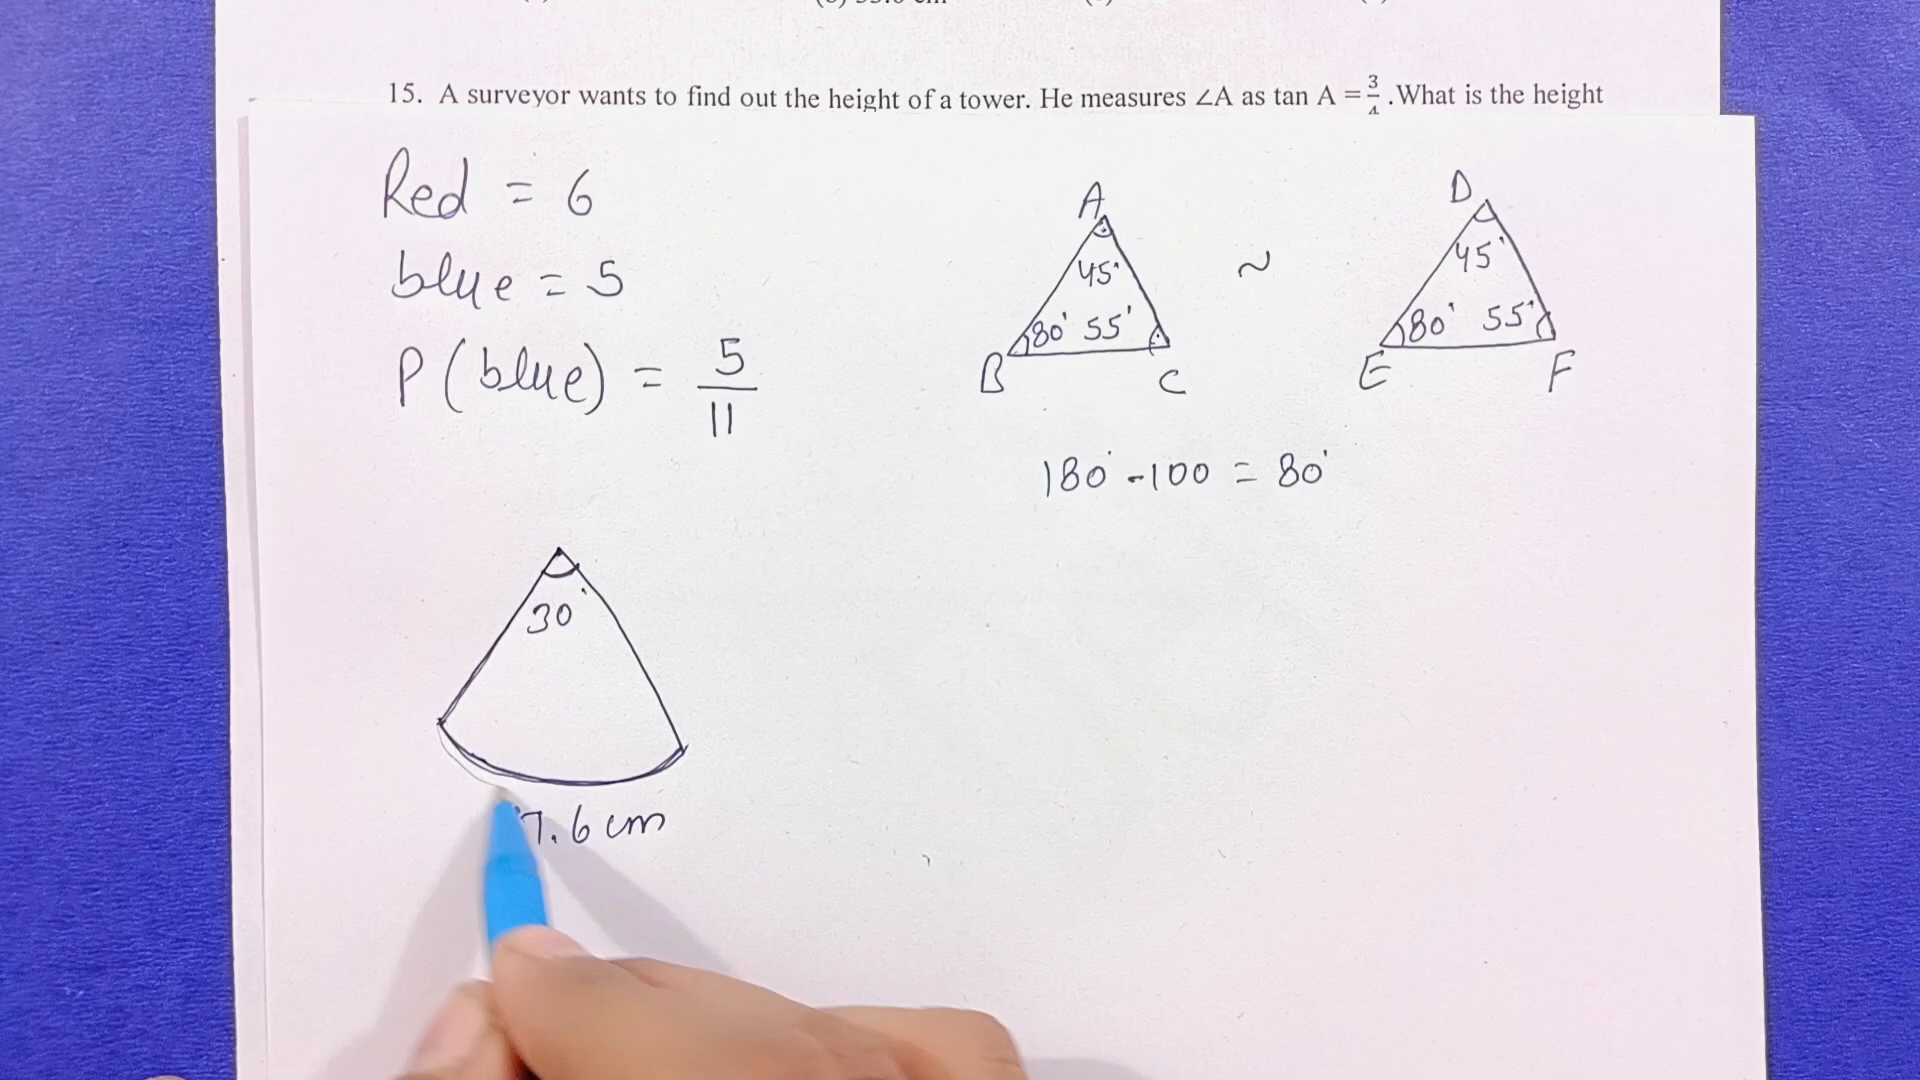 15. A surveyor wants to find out the height of a tower. He measures ∠A as tan A = 3/4 .What is the height
Red = 6
blue = 5
P (blue) = 5/11
A
45°
80° 55°
B C
~
D
45°
80° 55°
E F
180° - 100 = 80°
30°
7.6 cm